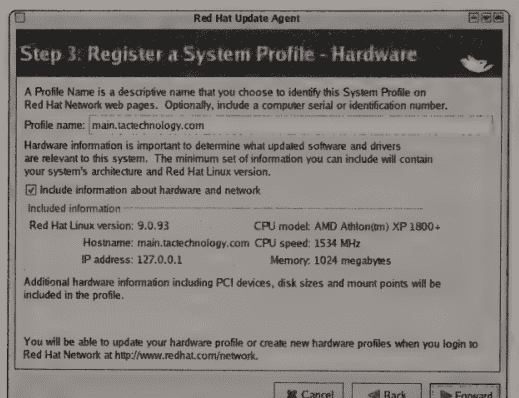 Red Hat Update Agent
Step 3: Register a System Profile - Hardware
A Profile Name is a descriptive name that you choose to identify this System Profile on
Red Hat Network web pages. Optionally, include a computer serial or identification number.
Profile name: main.tactechnology.com
Hardware information is important to determine what updated software and drivers
are relevant to this system. The minimum set of information you can include will contain
your system's architecture and Red Hat Linux version.
Include information about hardware and network
Included information
Red Hat Linux version: 9.0.93 CPU model: AMD Athlon(tm) XP 1800+
Hostname: main.tactechnology.com CPU speed: 1534 MHz
IP address: 127.0.0.1 Memory: 1024 megabytes
Additional hardware information including PCI devices, disk sizes and mount points will be
included in the profile.
You will be able to update your hardware profile or create new hardware profiles when you login to
Red Hat Network at http://www.redhat.com/network.
Cancel Back Forward